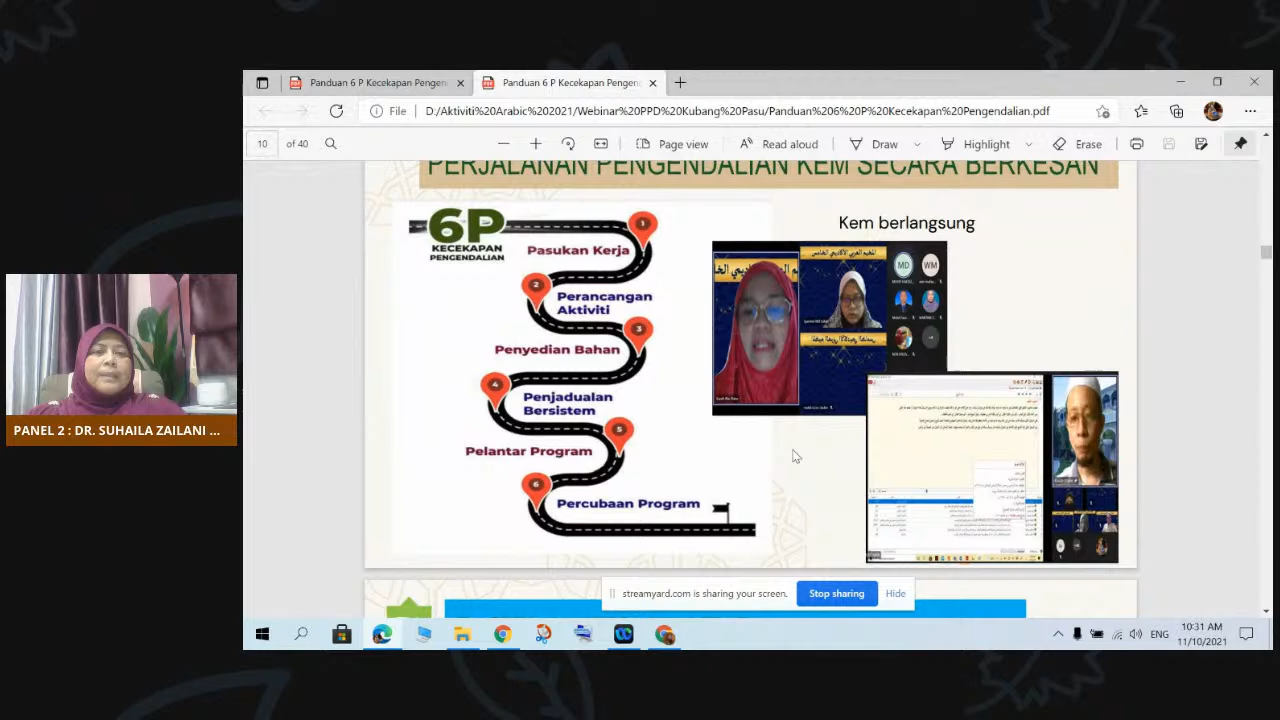 Panduan 6 P Kecekapan Pengen
Panduan 6 P Kecekapan Pengen
File
D:/Aktiviti%20Arabic%202021/Webinar%20PPD%20Kubang%20Pasu/Panduan%206%20P%20Kecekapan%20Pengendalian.pdf
10 of 40
Page view
Read aloud
Draw
Highlight
Erase
PERJALANAN PENGENDALIAN KEM SECARA BERKESAN
6P
KECEKAPAN
PENGENDALIAN
1
Pasukan Kerja
2
Perancangan
Aktiviti
3
Penyedian Bahan
4
Penjadualan
Bersistem
5
Pelantar Program
6
Percubaan Program
Kem berlangsung
MD
WM
PANEL 2 : DR. SUHAILA ZAILANI ...
streamyard.com is sharing your screen.
Stop sharing
Hide
ENG
10:31 AM
11/10/2021